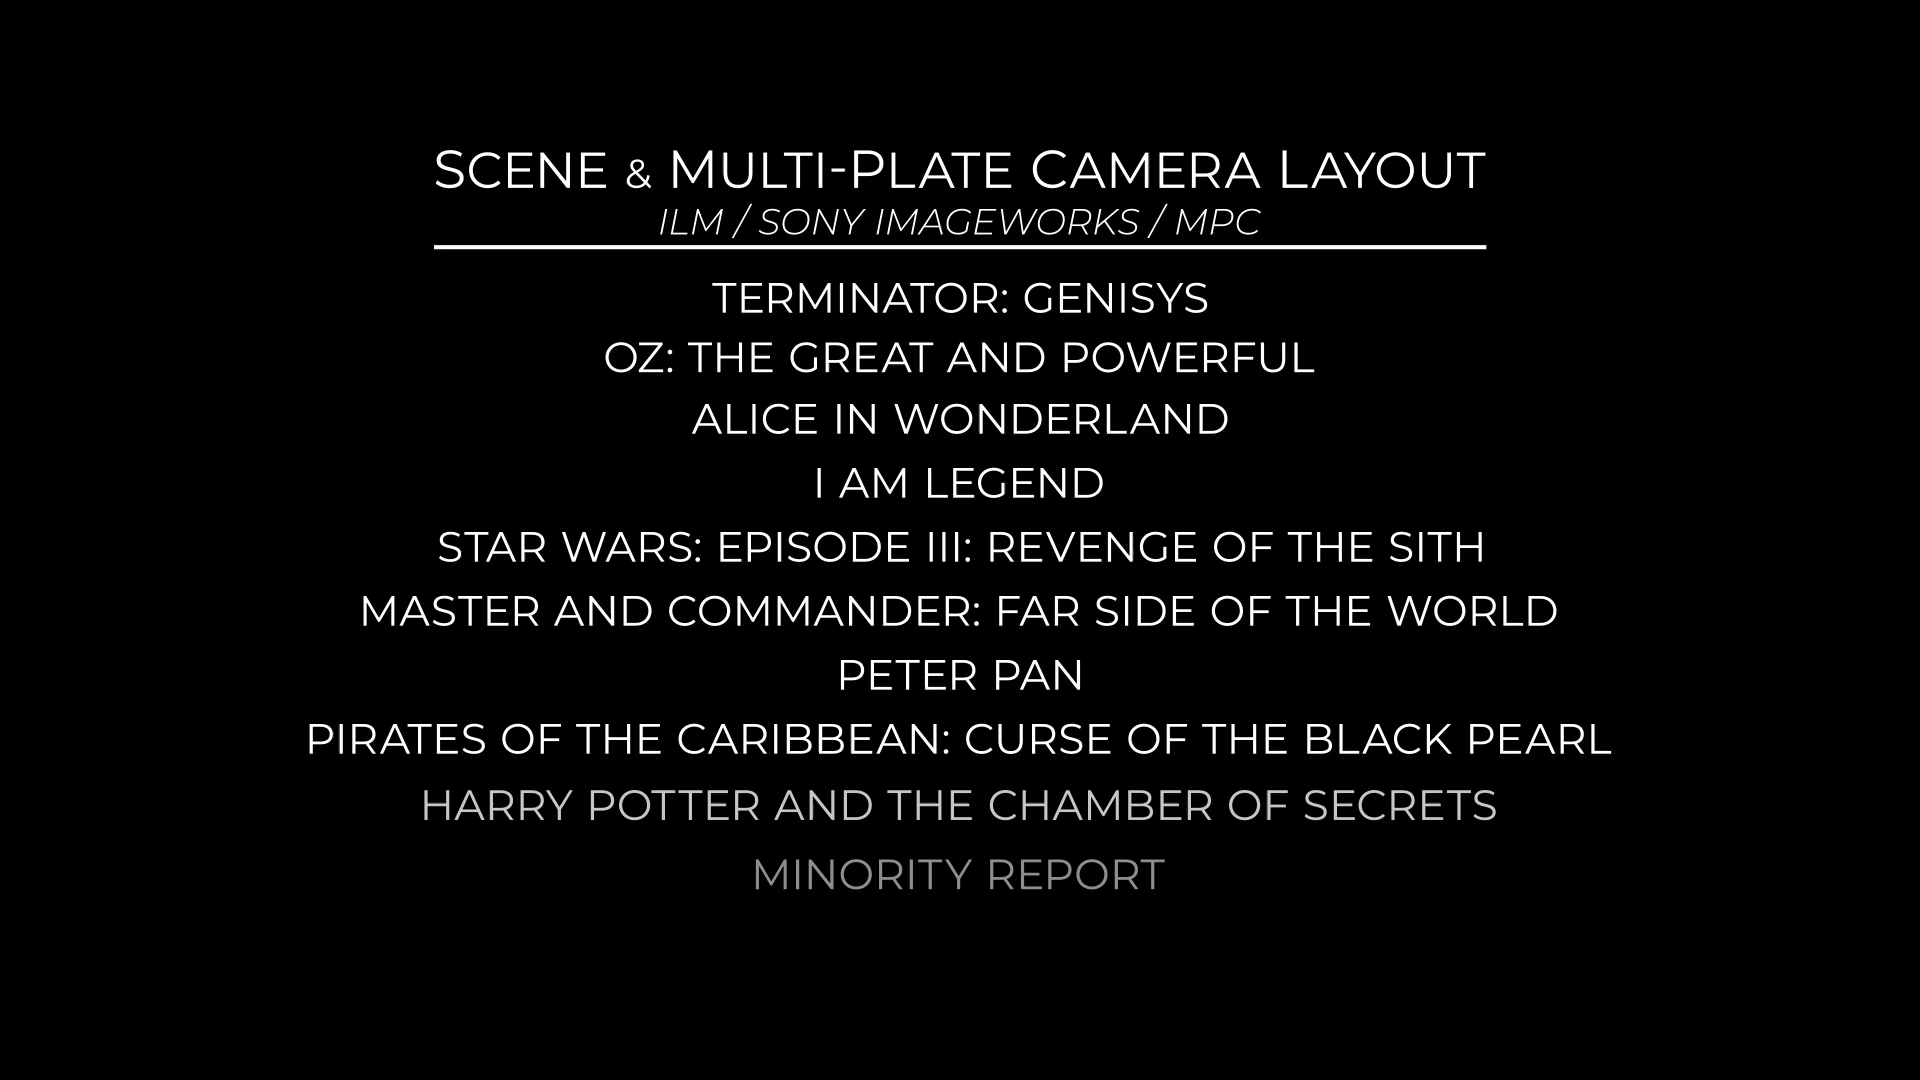 SCENE & MULTI-PLATE CAMERA LAYOUT
ILM / SONY IMAGEWORKS / MPC
TERMINATOR: GENISYS
OZ: THE GREAT AND POWERFUL
ALICE IN WONDERLAND
I AM LEGEND
STAR WARS: EPISODE III: REVENGE OF THE SITH
MASTER AND COMMANDER: FAR SIDE OF THE WORLD
PETER PAN
PIRATES OF THE CARIBBEAN: CURSE OF THE BLACK PEARL
HARRY POTTER AND THE CHAMBER OF SECRETS
MINORITY REPORT